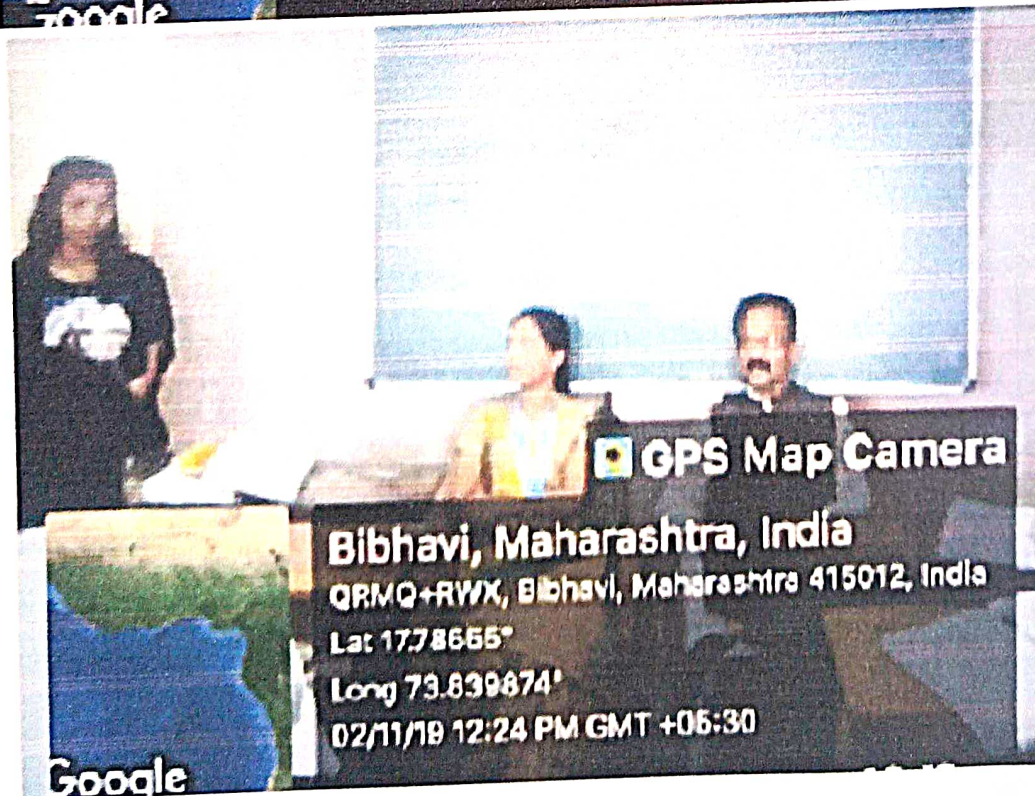 Google
GPS Map Camera
Bibhavi, Maharashtra, India
QRMQ+RWX, Bibhavi, Maharashtra 415012, India
Lat 17.78665°
Long 73.839874°
02/11/19 12:24 PM GMT +05:30
Google